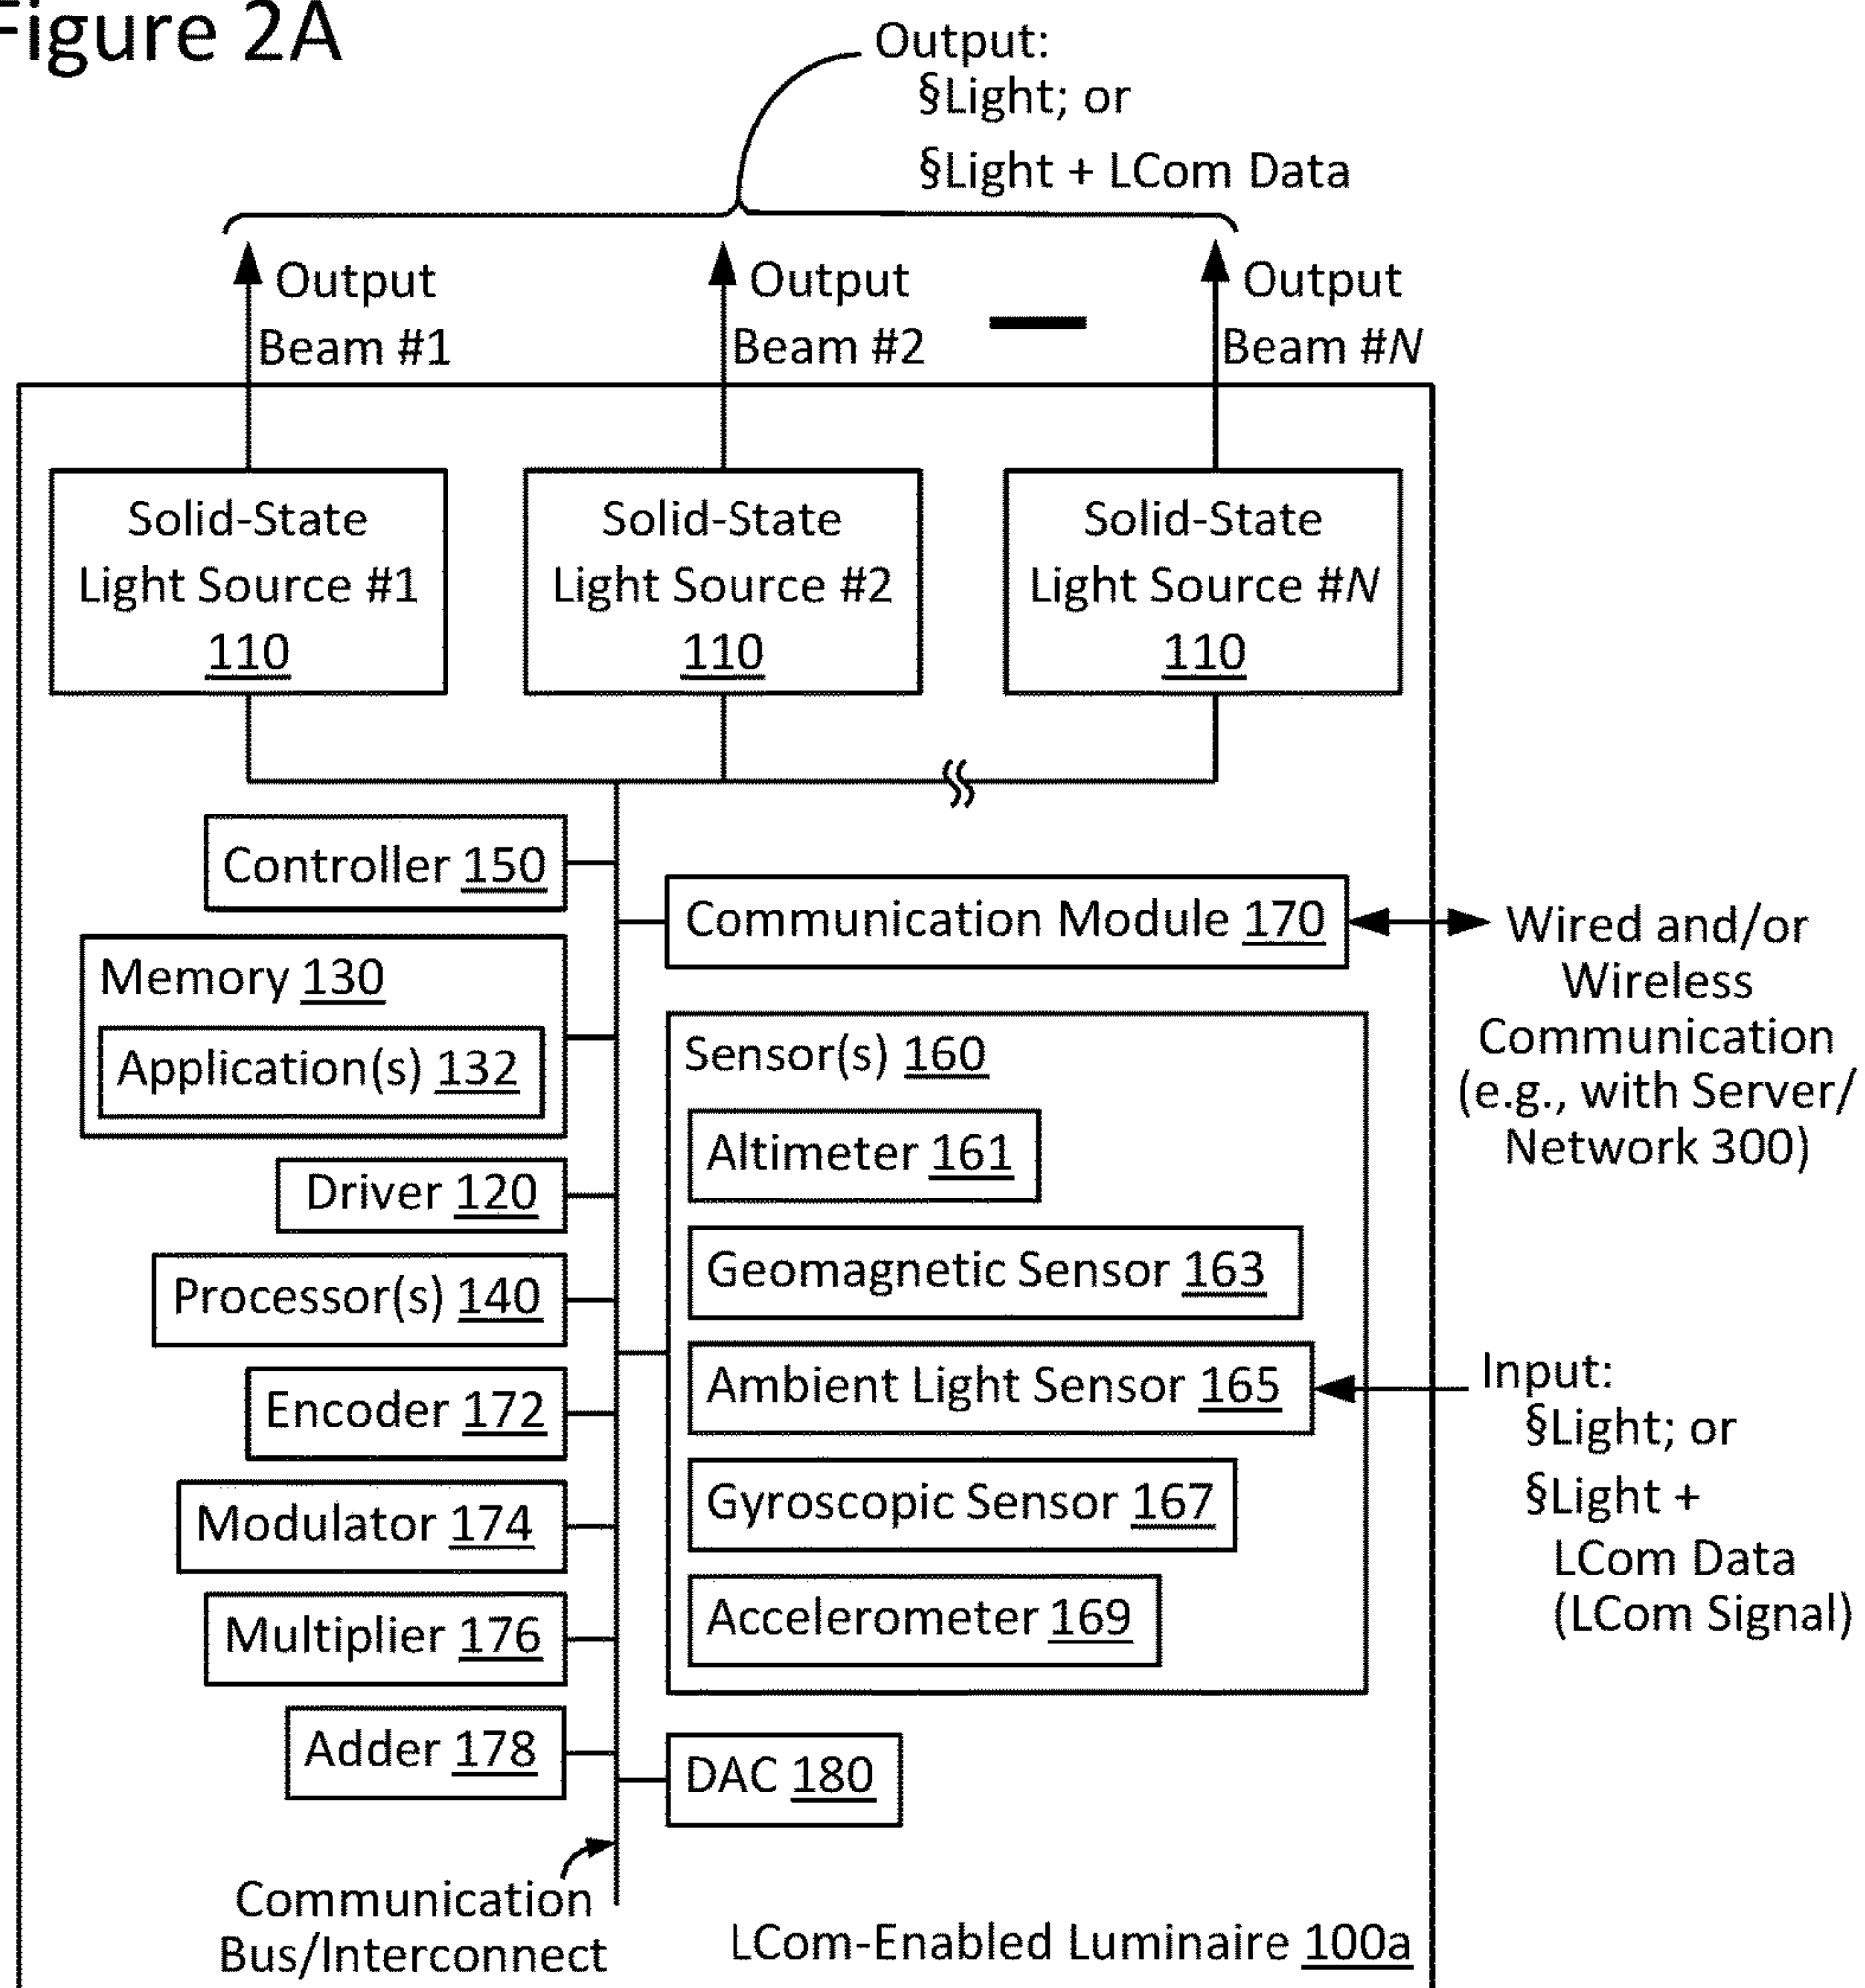 Figure 2A
Output:
§Light; or
§Light + LCom Data
Output
Beam #1
Output
Beam #2
Output
Beam #N
Solid-State
Light Source #1
110
Solid-State
Light Source #2
110
Solid-State
Light Source #N
110
Controller 150
Memory 130
Application(s) 132
Driver 120
Processor(s) 140
Encoder 172
Modulator 174
Multiplier 176
Adder 178
Communication
Bus/Interconnect
Communication Module 170
Wired and/or
Wireless
Communication
(e.g., with Server/
Network 300)
Sensor(s) 160
Altimeter 161
Geomagnetic Sensor 163
Ambient Light Sensor 165
Gyroscopic Sensor 167
Accelerometer 169
Input:
§Light; or
§Light +
LCom Data
(LCom Signal)
DAC 180
LCom-Enabled Luminaire 100a